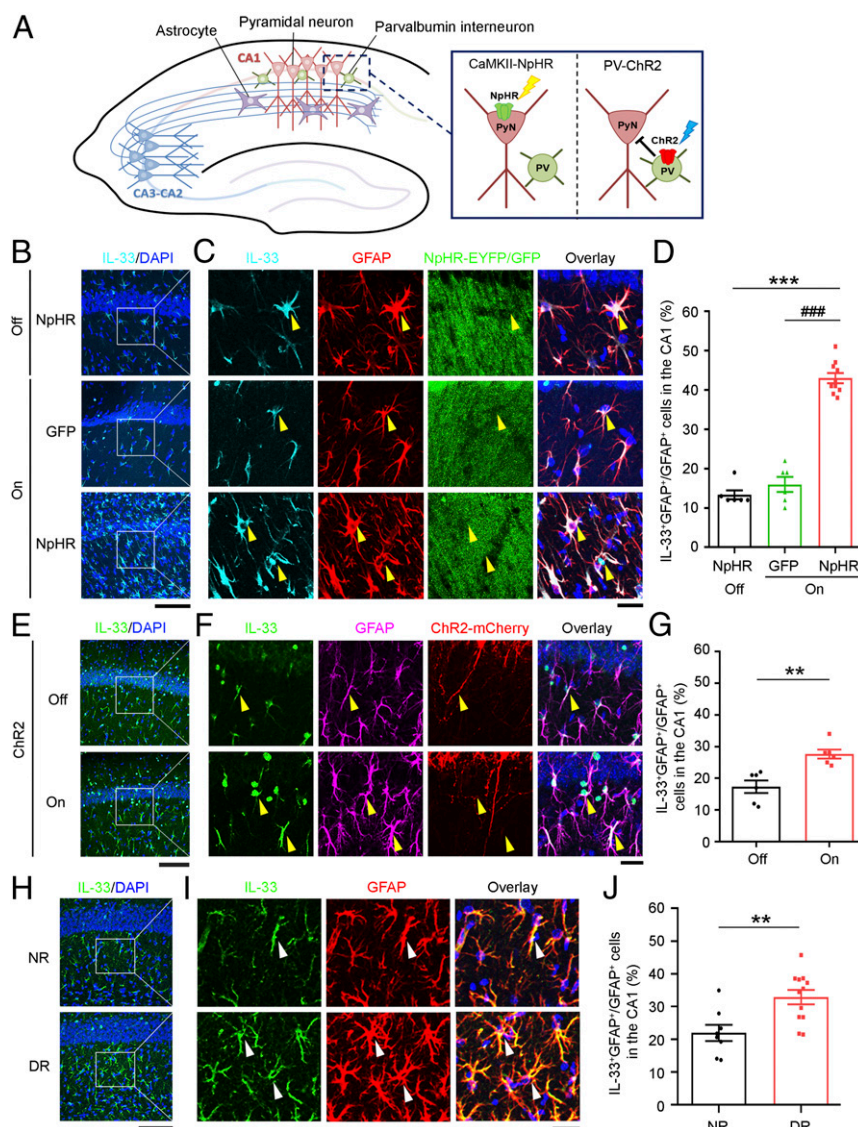 A
Astrocyte
Pyramidal neuron
Parvalbumin interneuron
CA1
CA3-CA2
CaMKII-NpHR
PV-ChR2
NpHR
PyN
PV
PyN
ChR2
PV
B
IL-33/DAPI
Off
NpHR
GFP
On
NpHR
C
IL-33
GFAP
NpHR-EYFP/GFP
Overlay
D
IL-33+GFAP+/GFAP+ cells in the CA1 (%)
60
50
40
30
20
10
0
***
###
NpHR GFP NpHR
Off On
E
IL-33/DAPI
ChR2
Off
On
F
IL-33
GFAP
ChR2-mCherry
Overlay
G
IL-33+GFAP+/GFAP+
cells in the CA1 (%)
60
50
40
30
20
10
0
**
Off On
H
IL-33/DAPI
NR
DR
I
IL-33
GFAP
Overlay
J
IL-33+GFAP+/GFAP+ cells
in the CA1 (%)
60
50
40
30
20
10
0
**
NR DR